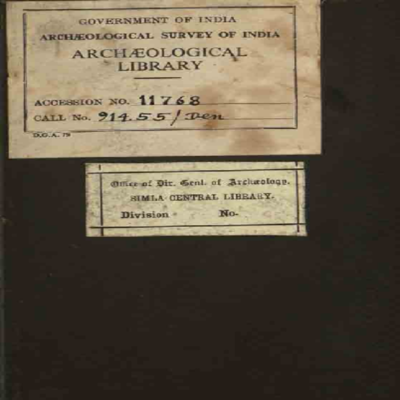 GOVERNMENT OF INDIA
ARCHÆOLOGICAL SURVEY OF INDIA
ARCHÆOLOGICAL
LIBRARY
ACCESSION NO. 11768
CALL No. 914.55/Den
D.G.A. 79
Office of Dir. Genl. of Archæology.
SIMLA CENTRAL LIBRARY.
Division No.